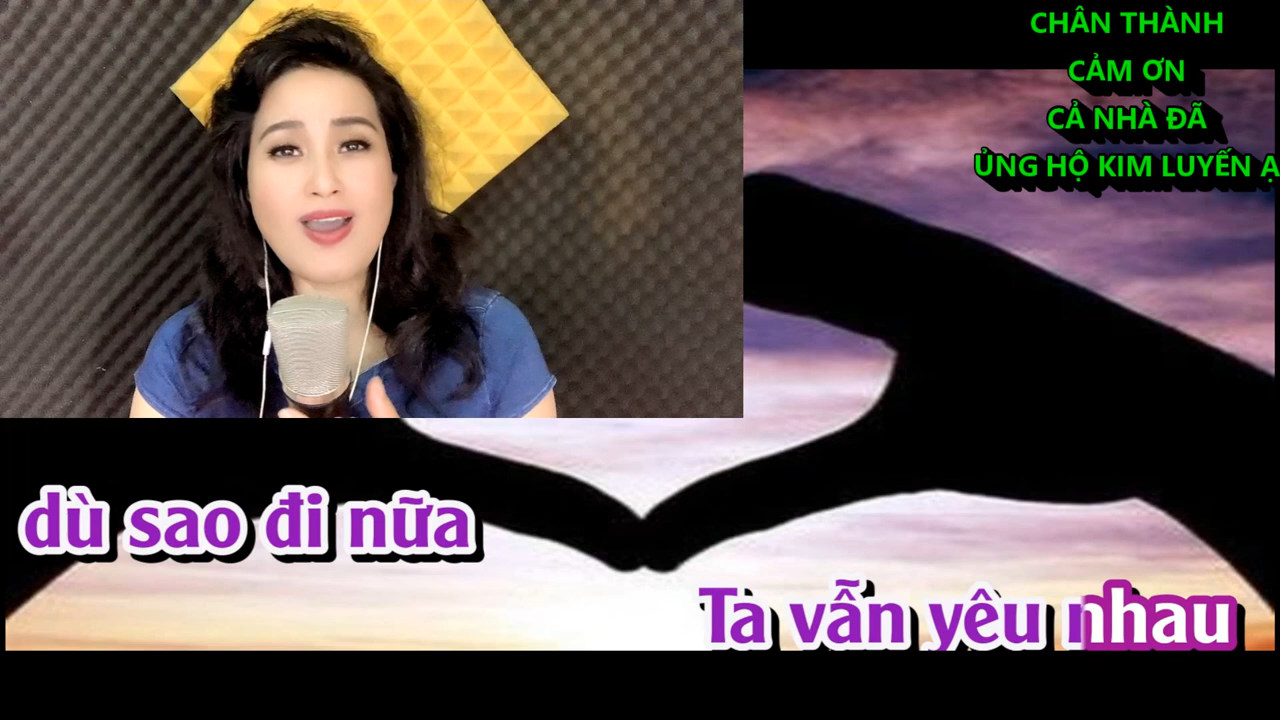 CHÂN THÀNH
CẢM ƠN
CẢ NHÀ ĐÃ
ỦNG HỘ KIM LUYẾN Ạ
dù sao đi nữa
Ta vẫn yêu nhau